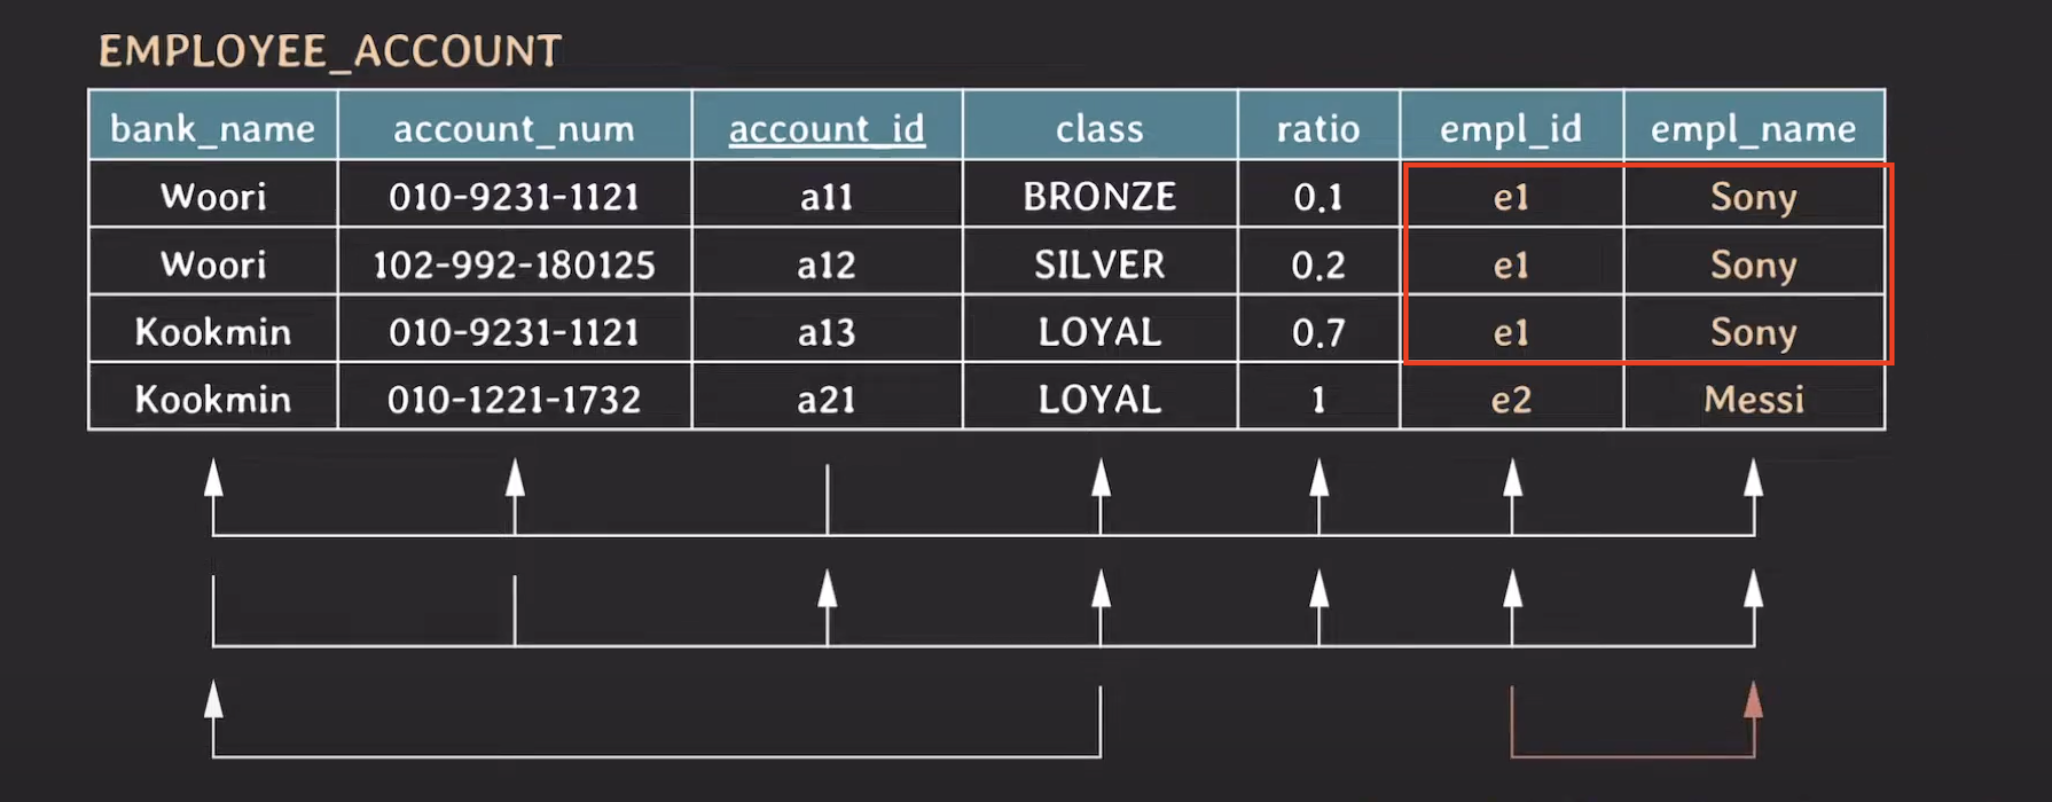 EMPLOYEE_ACCOUNT
bank_name account_num account_id class ratio empl_id empl_name
Woori 010-9231-1121 a11 BRONZE 0.1 e1 Sony
Woori 102-992-180125 a12 SILVER 0.2 e1 Sony
Kookmin 010-9231-1121 a13 LOYAL 0.7 e1 Sony
Kookmin 010-1221-1732 a21 LOYAL 1 e2 Messi